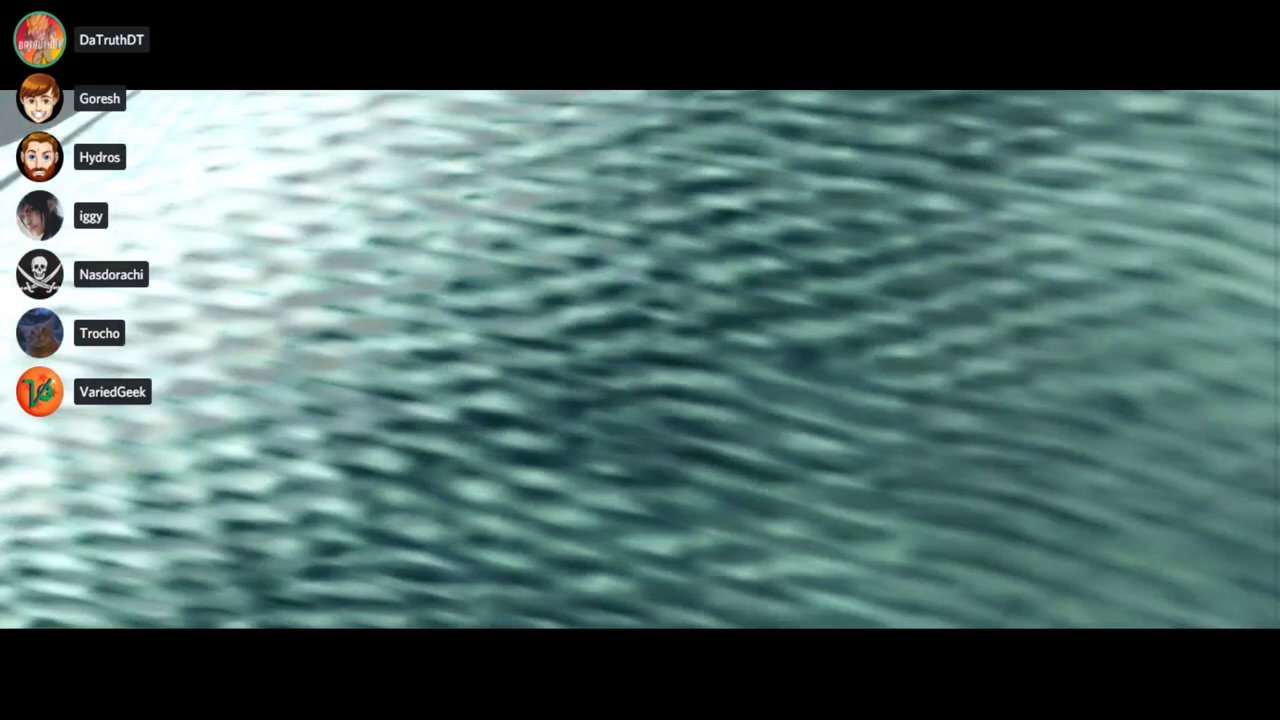 DaTruthDT
Goresh
Hydros
iggy
Nasdorachi
Trocho
VariedGeek